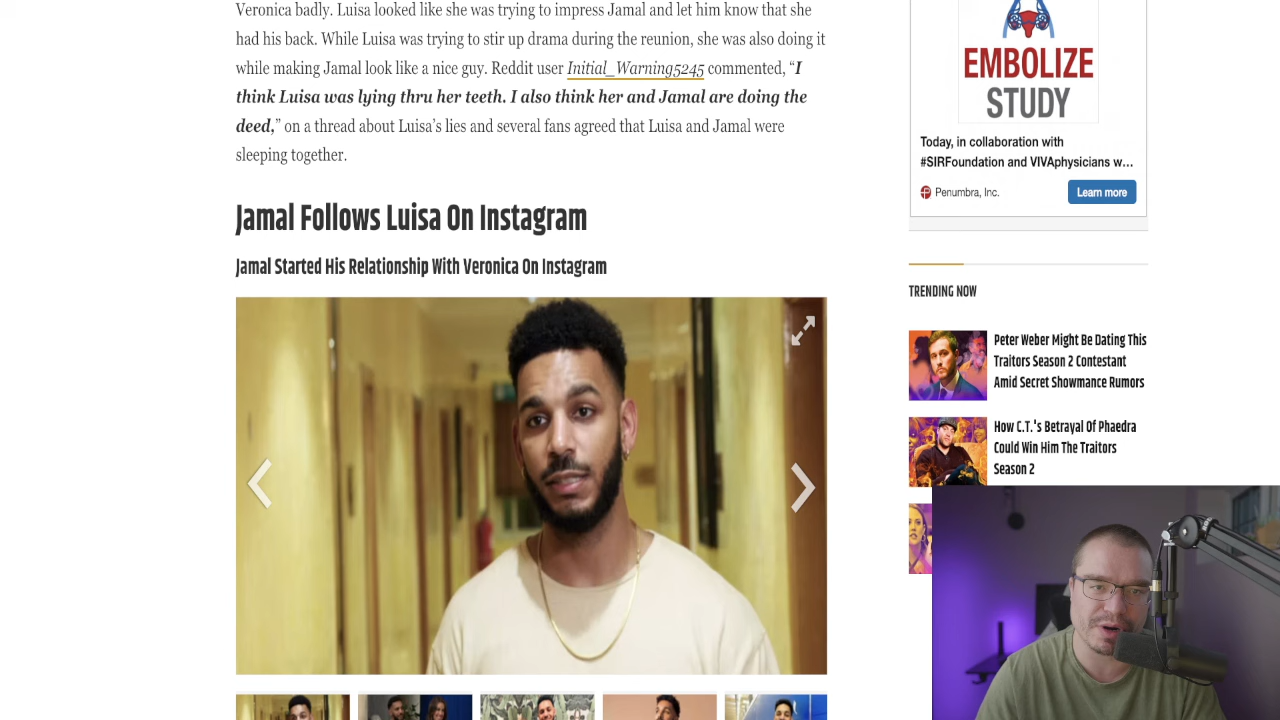 Veronica badly. Luisa looked like she was trying to impress Jamal and let him know that she
had his back. While Luisa was trying to stir up drama during the reunion, she was also doing it
while making Jamal look like a nice guy. Reddit user Initial_Warning5245 commented, “I
think Luisa was lying thru her teeth. I also think her and Jamal are doing the
deed,” on a thread about Luisa’s lies and several fans agreed that Luisa and Jamal were
sleeping together.
Jamal Follows Luisa On Instagram
Jamal Started His Relationship With Veronica On Instagram
EMBOLIZE
STUDY
Today, in collaboration with
#SIRFoundation and VIVAphysicians w...
Penumbra, Inc.
Learn more
TRENDING NOW
Peter Weber Might Be Dating This
Traitors Season 2 Contestant
Amid Secret Showmance Rumors
How C.T.'s Betrayal Of Phaedra
Could Win Him The Traitors
Season 2